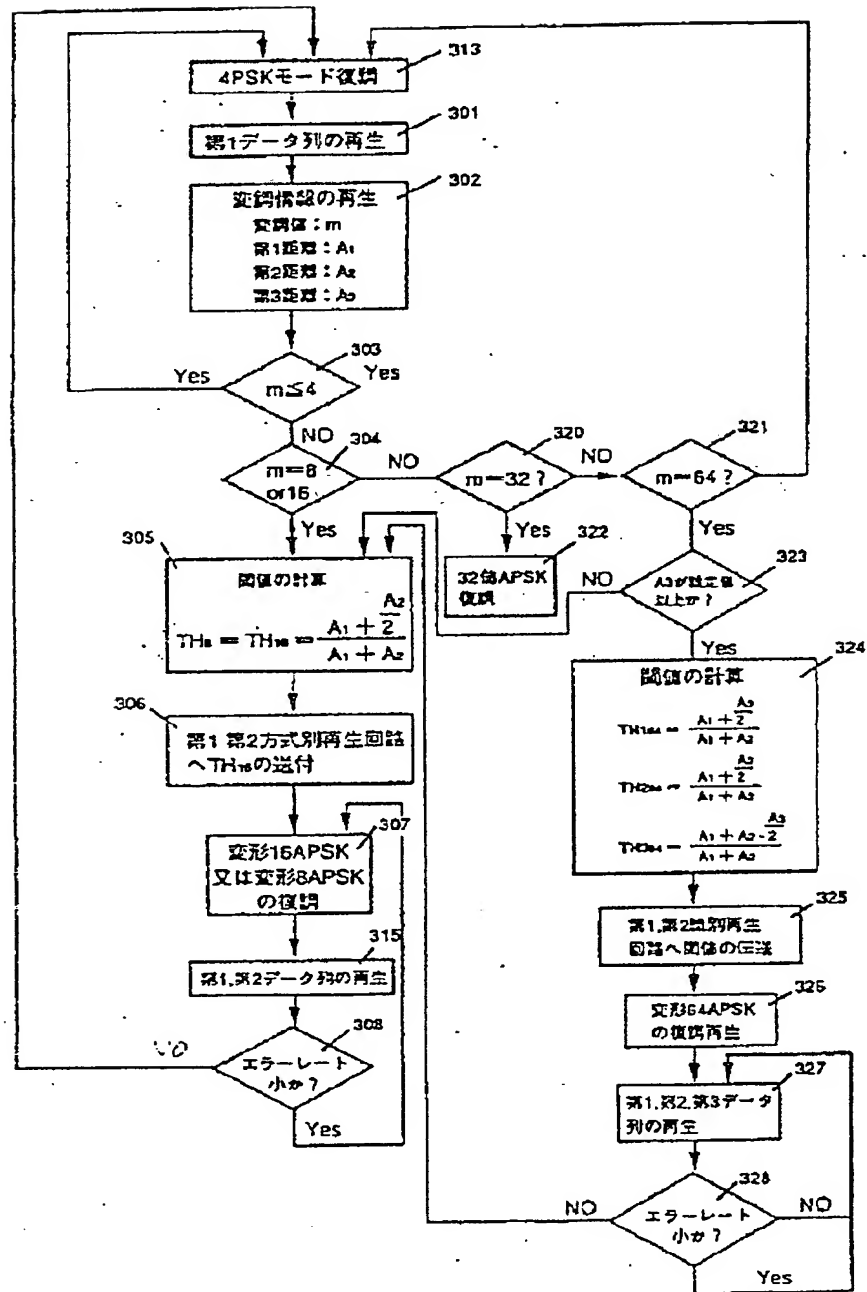 313
4PSKモード復調
301
第1データ列の再生
302
変調情報の再生
変調値：m
第1距離：A1
第2距離：A2
第3距離：A3
303
Yes
m≦4
Yes
NO
304
m=8
or16
NO
320
m=32?
NO
321
m=64?
Yes
Yes
Yes
305
閾値の計算
TH8 = TH16 = (A1 + A2/2) / (A1 + A2)
322
32値APSK
復調
NO
A3が設定値
以上か？
323
Yes
324
閾値の計算
306
第1 第2方式別再生回路
へTH16の送付
307
変形16APSK
又は変形8APSK
の復調
325
第1,第2識別再生
回路へ閾値の伝送
315
第1,第2データ列の再生
326
変形64APSK
の復調再生
308
NO
エラーレート
小か？
Yes
327
第1,第2,第3データ
列の再生
328
NO
エラーレート
小か？
NO
Yes